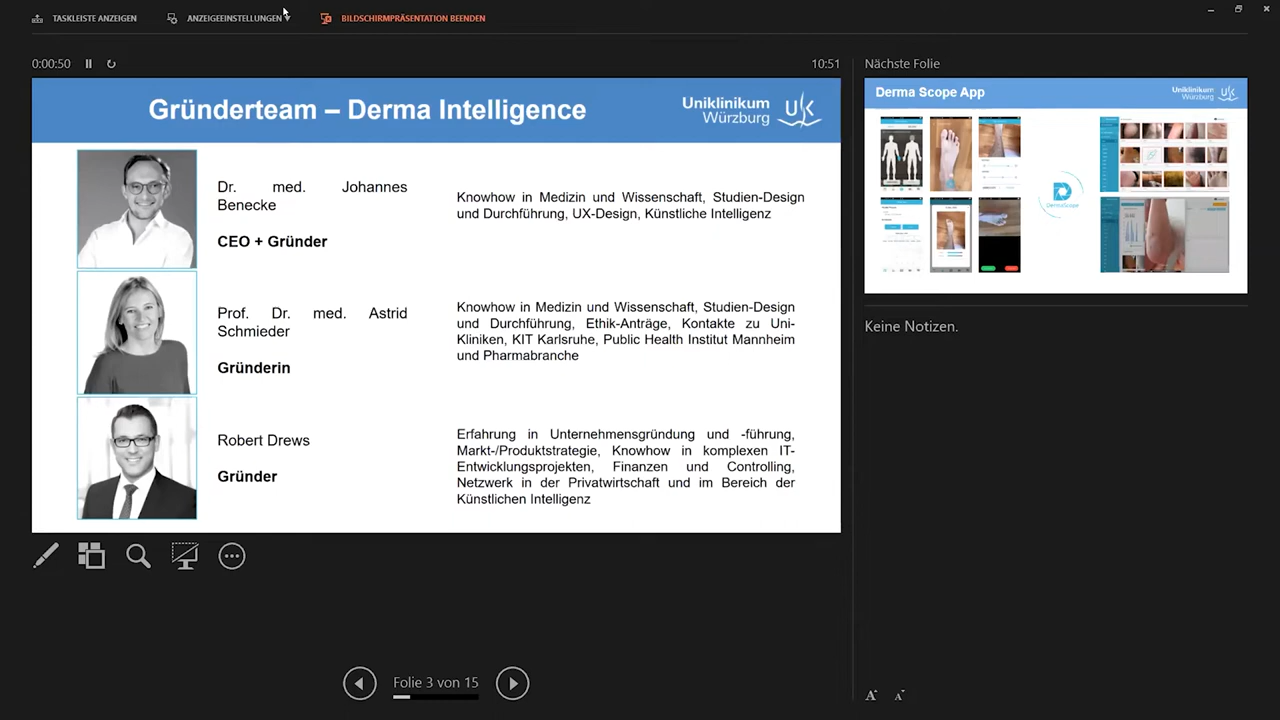 TASKLEISTE ANZEIGEN
ANZEIGEEINSTELLUNGEN
BILDSCHIRMPRÄSENTATION BEENDEN
0:00:50
10:51
Gründerteam – Derma Intelligence
Uniklinikum
Würzburg
UK
Dr. med. Johannes
Benecke
CEO + Gründer
Knowhow in Medizin und Wissenschaft, Studien-Design
und Durchführung, UX-Design, Künstliche Intelligenz
Prof. Dr. med. Astrid
Schmieder
Gründerin
Knowhow in Medizin und Wissenschaft, Studien-Design
und Durchführung, Ethik-Anträge, Kontakte zu Uni-
Kliniken, KIT Karlsruhe, Public Health Institut Mannheim
und Pharmabranche
Robert Drews
Gründer
Erfahrung in Unternehmensgründung und -führung,
Markt-/Produktstrategie, Knowhow in komplexen IT-
Entwicklungsprojekten, Finanzen und Controlling,
Netzwerk in der Privatwirtschaft und im Bereich der
Künstlichen Intelligenz
Folie 3 von 15
Nächste Folie
Derma Scope App
Uniklinikum
Würzburg
DermaScope
Keine Notizen.
A
A